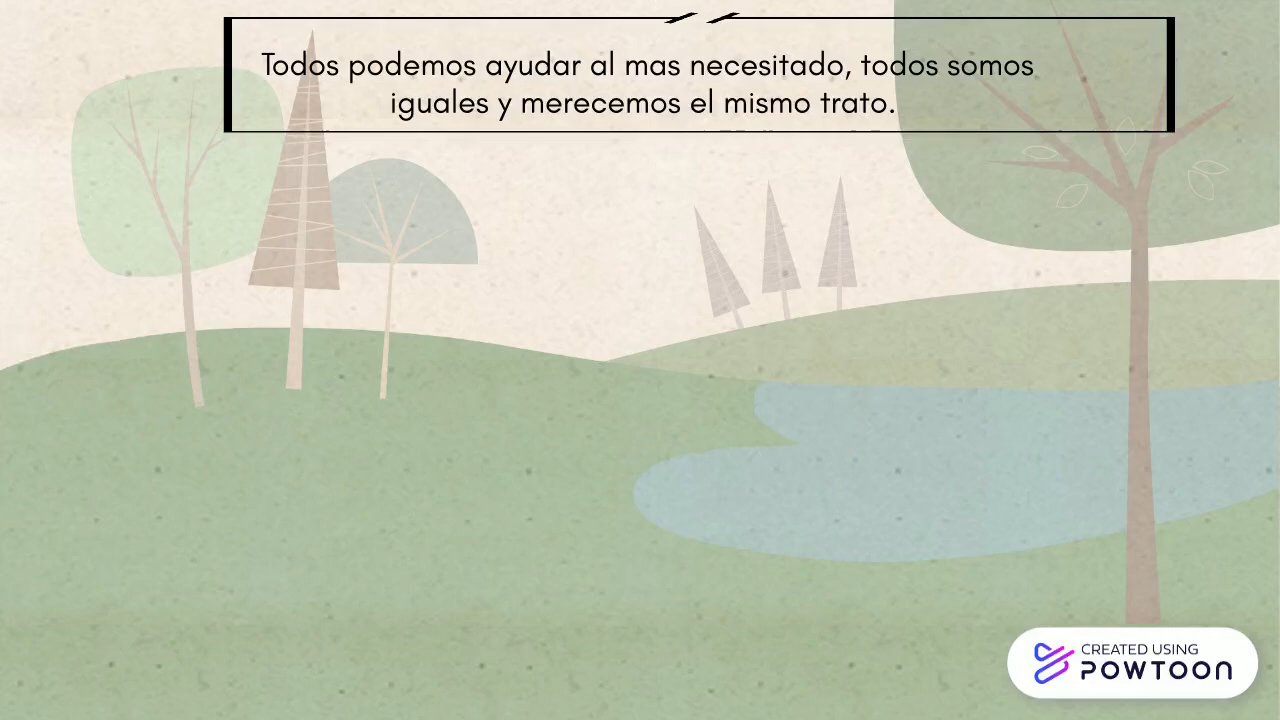 Todos podemos ayudar al mas necesitado, todos somos
iguales y merecemos el mismo trato.
CREATED USING
POWTOON